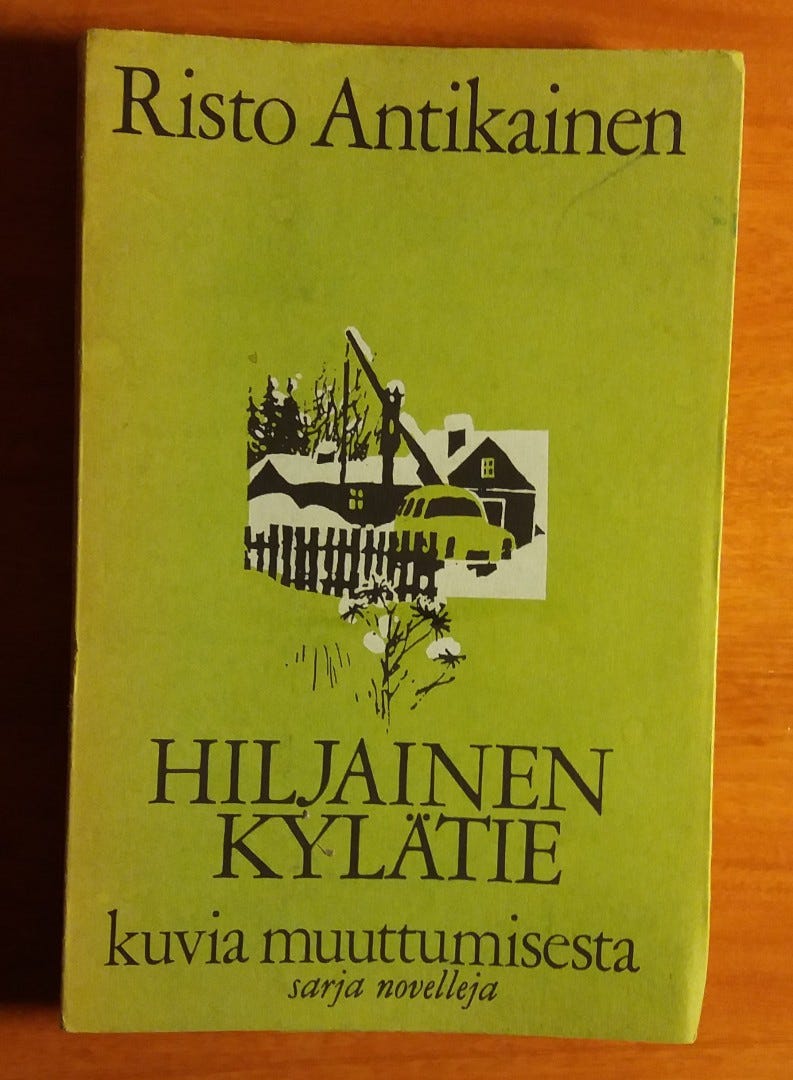 Risto Antikainen
HILJAINEN
KYLÄTIE
kuvia muuttumisesta
sarja novelleja